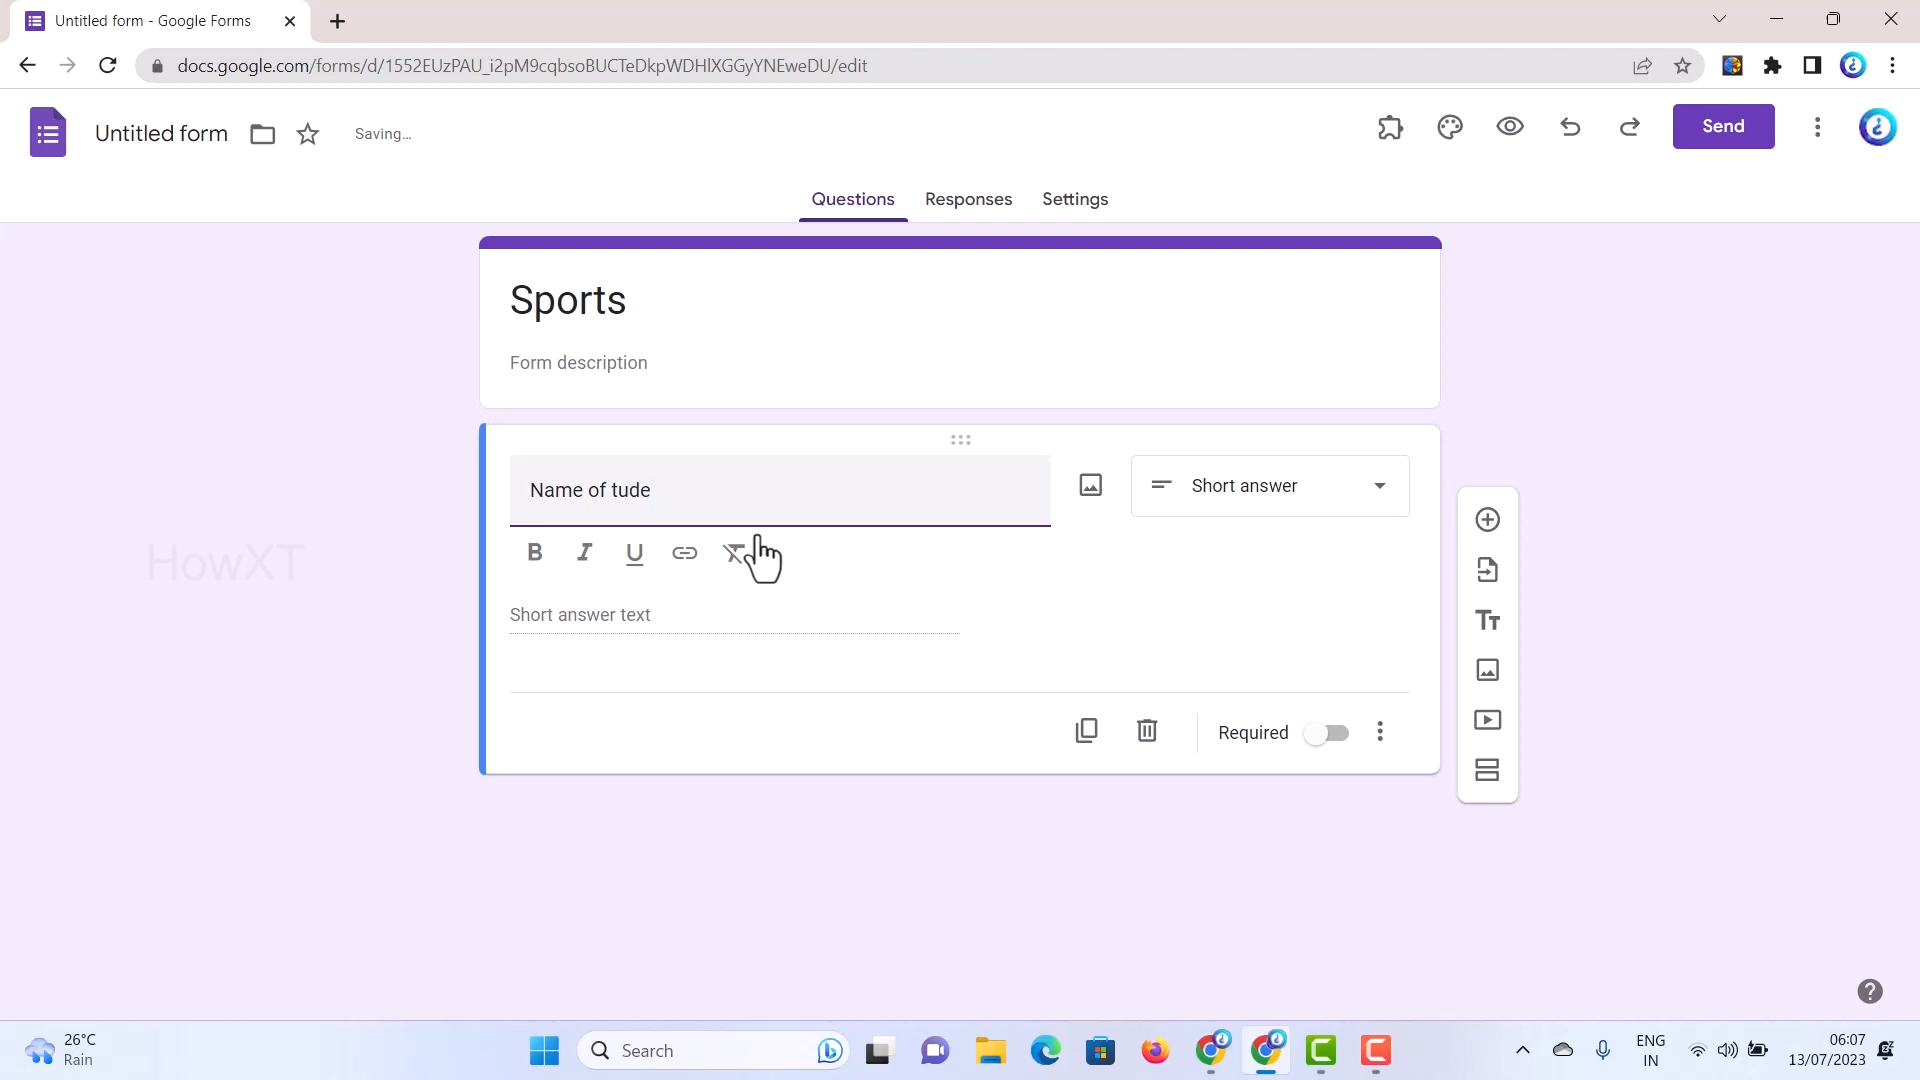 Untitled form - Google Forms
docs.google.com/forms/d/1552EUzPAU_i2pM9cqbsoBUCTeDkpWDHlXGGyYNEweDU/edit
Untitled form
Saving...
Send
Questions
Responses
Settings
Sports
Form description
Name of tude
Short answer
B I U
Short answer text
Required
HowXT
26°C
Rain
Search
ENG
IN
06:07
13/07/2023